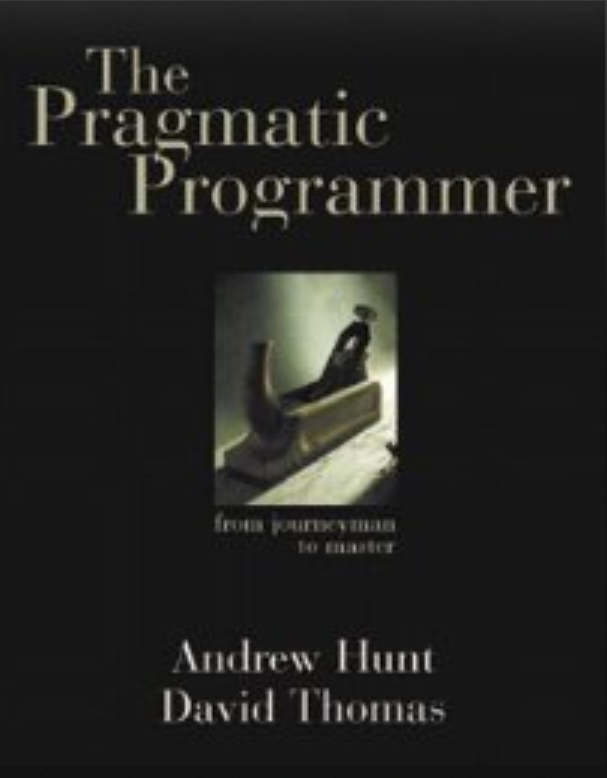 The
Pragmatic
Programmer
from journeyman
to master
Andrew Hunt
David Thomas